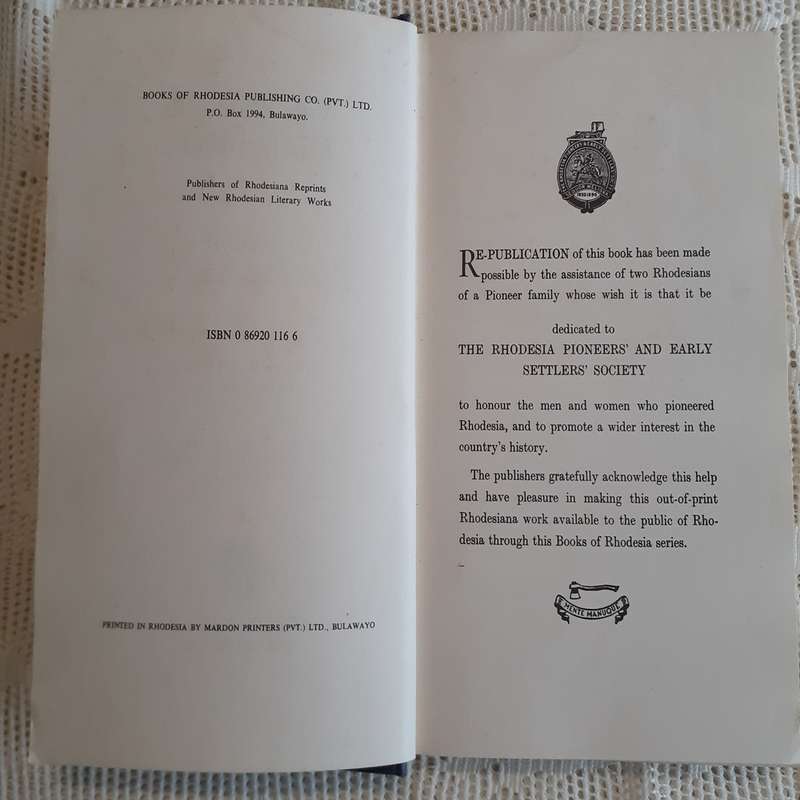 BOOKS OF RHODESIA PUBLISHING CO. (PVT.) LTD.
P.O. Box 1994, Bulawayo.
Publishers of Rhodesiana Reprints
and New Rhodesian Literary Works
ISBN 0 86920 116 6
PRINTED IN RHODESIA BY MARDON PRINTERS (PVT.) LTD., BULAWAYO
1890 1896
RE-PUBLICATION of this book has been made
possible by the assistance of two Rhodesians
of a Pioneer family whose wish it is that it be
dedicated to
THE RHODESIA PIONEERS' AND EARLY
SETTLERS' SOCIETY
to honour the men and women who pioneered
Rhodesia, and to promote a wider interest in the
country's history.
The publishers gratefully acknowledge this help
and have pleasure in making this out-of-print
Rhodesiana work available to the public of Rho-
desia through this Books of Rhodesia series.
MENTE MANUQUE